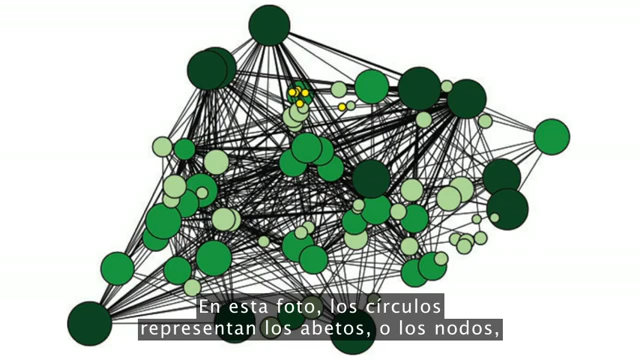 En esta foto, los círculos
representan los abetos, o los nodos,